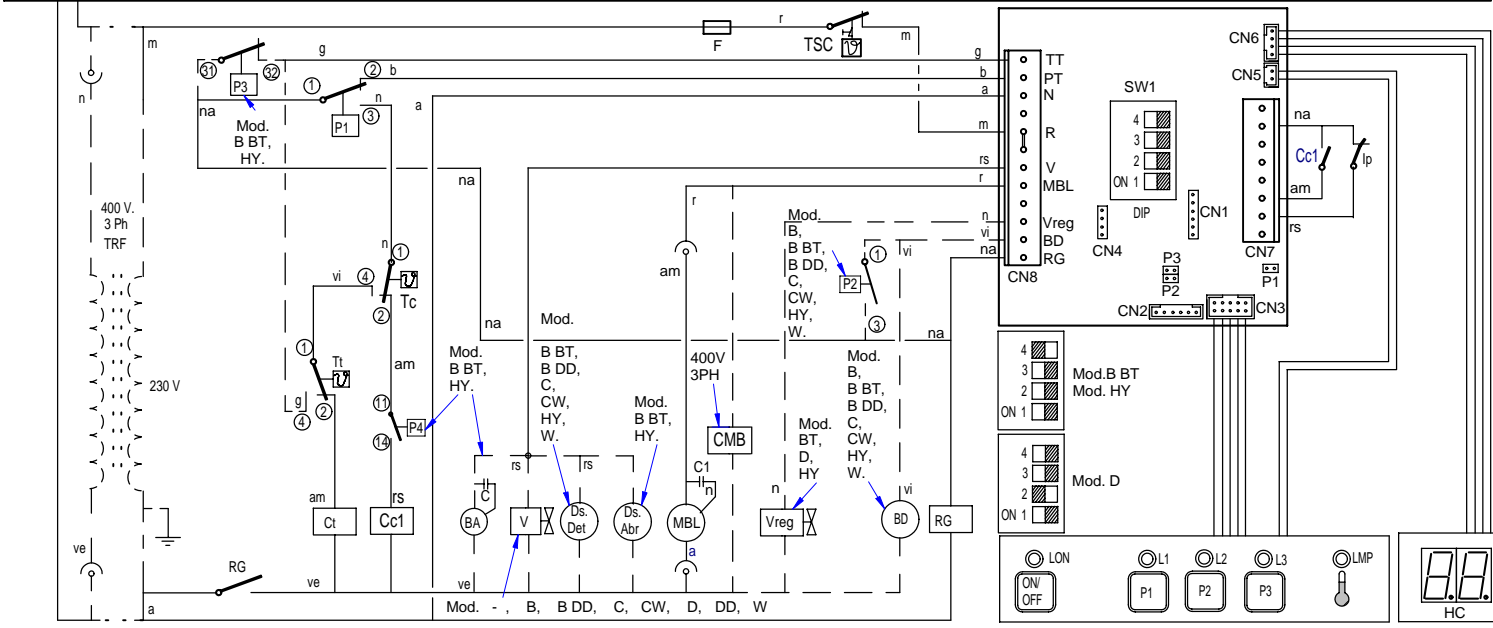 m
r
F
TSC
m
g
b
a
m
rs
r
n
vi
na
TT
PT
N
R
V
MBL
Vreg
BD
RG
CN8
SW1
4
3
2
ON 1
DIP
CN4
CN1
P3
P2
CN2
CN3
P1
CN6
CN5
CN7
na
Cc1
Ip
am
rs
31
32
P3
g
1
2
b
n
3
P1
a
na
Mod.
B BT,
HY.
n
na
400 V.
3 Ph
TRF
230 V
n
1
vi
4
Tc
2
1
Tt
g
4
2
am
11
P4
14
Mod.
B BT,
HY.
na
Mod.
B BT,
B DD,
C,
CW,
HY,
W.
Mod.
B BT,
HY.
r
am
400V
3PH
CMB
Mod.
B,
B BT,
B DD,
C,
CW,
HY,
W.
1
P2
3
na
Mod.
B,
B BT,
B DD,
C,
CW,
HY,
W.
Mod.
BT,
D,
HY
rs
rs
C1
n
n
vi
am
rs
Ct
Cc1
C
BA
V
Ds.
Det
Ds.
Abr
MBL
Vreg
BD
RG
ve
RG
ve
ve
a
a
Mod. - , B, B DD, C, CW, D, DD, W
4
3
2
ON 1
Mod.B BT
Mod. HY
4
3
2
ON 1
Mod. D
LON
L1
L2
L3
LMP
ON/
OFF
P1
P2
P3
88
HC